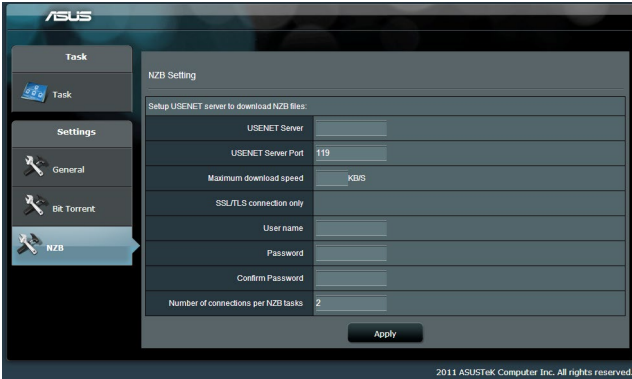 ASUS
Task
Task
Settings
General
Bit Torrent
NZB
NZB Setting
Setup USENET server to download NZB files:
USENET Server
USENET Server Port 119
Maximum download speed KB/S
SSL/TLS connection only
User name
Password
Confirm Password
Number of connections per NZB tasks 2
Apply
2011 ASUSTeK Computer Inc. All rights reserved.